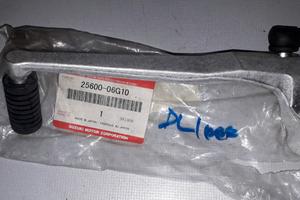 25600-06G10
1
SUZUKI MOTOR CORPORATION
DL1000